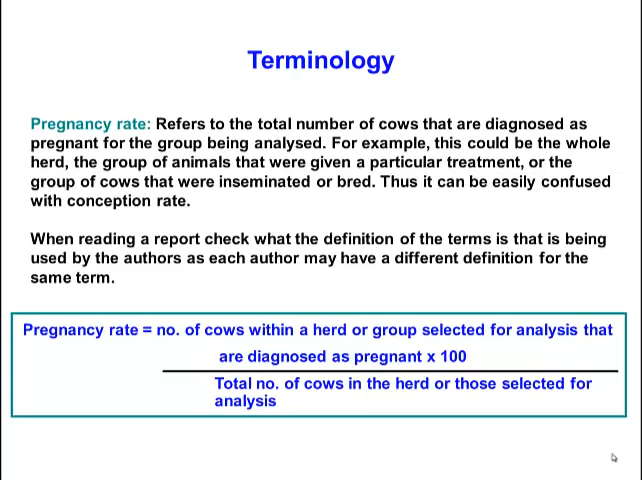 Terminology
Pregnancy rate: Refers to the total number of cows that are diagnosed as
pregnant for the group being analysed. For example, this could be the whole
herd, the group of animals that were given a particular treatment, or the
group of cows that were inseminated or bred. Thus it can be easily confused
with conception rate.
When reading a report check what the definition of the terms is that is being
used by the authors as each author may have a different definition for the
same term.
Pregnancy rate = no. of cows within a herd or group selected for analysis that
are diagnosed as pregnant x 100
Total no. of cows in the herd or those selected for
analysis